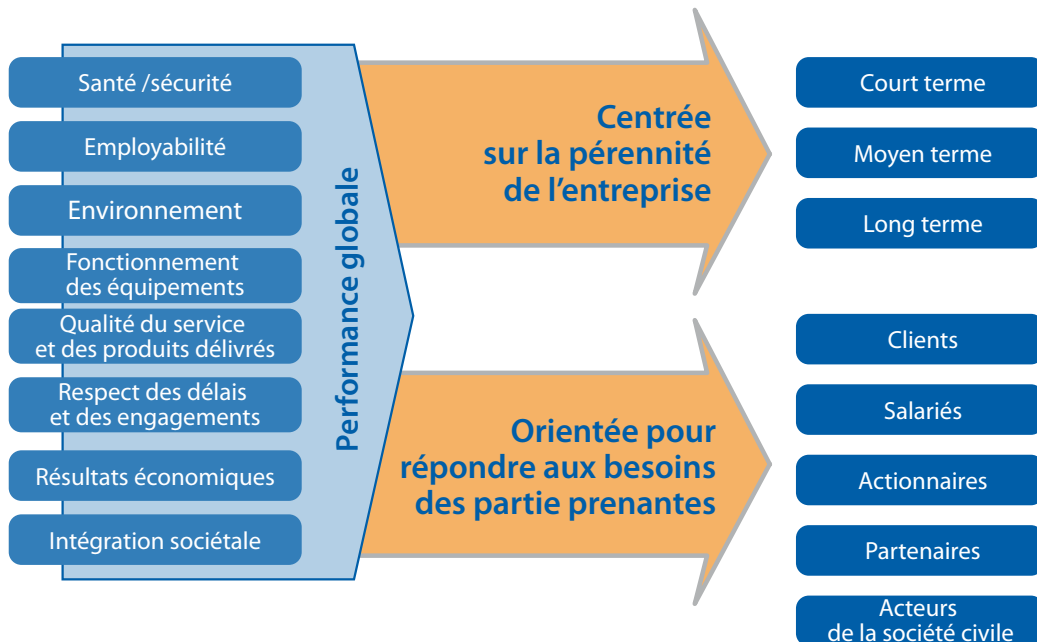 Santé /sécurité
Employabilité
Environnement
Fonctionnement
des équipements
Qualité du service
et des produits délivrés
Respect des délais
et des engagements
Résultats économiques
Intégration sociétale
Performance globale
Centrée
sur la pérennité
de l’entreprise
Court terme
Moyen terme
Long terme
Orientée pour
répondre aux besoins
des partie prenantes
Clients
Salariés
Actionnaires
Partenaires
Acteurs
de la société civile